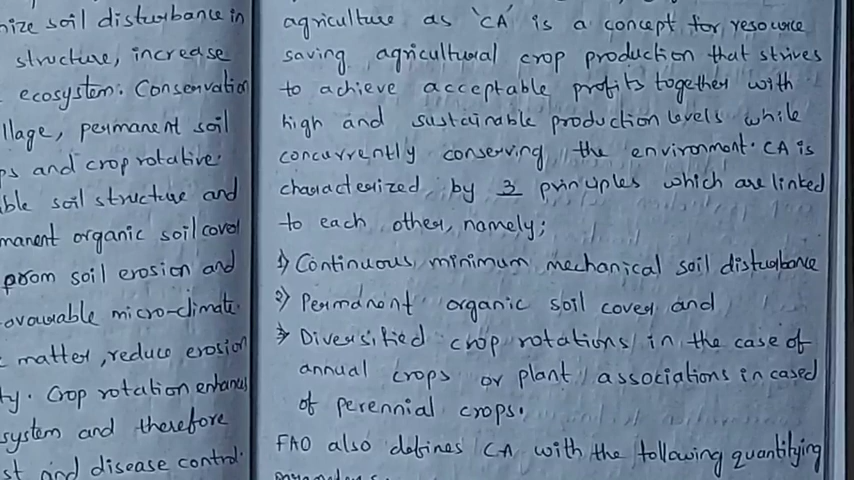 nize soil disturbance in
structure, increase
ecosystem. Conservation
llage, permanent soil
ps and crop rotative.
ble soil structure and
manent organic soil cover
from soil erosion and
avourable micro-climate.
matter, reduce erosion
ty. Crop rotation enhances
system and therefore
st and disease control.
agriculture as 'CA' is a concept for resource
saving agricultural crop production that strives
to achieve acceptable profits together with
high and sustainable production levels while
concurrently conserving the environment. CA is
characterized by 3 principles which are linked
to each other, namely;
1) Continuous minimum mechanical soil disturbance
2) Permanent organic soil cover and
3) Diversified crop rotations in the case of
annual crops or plant associations in cased
of perennial crops.
FAO also defines CA with the following quantifying